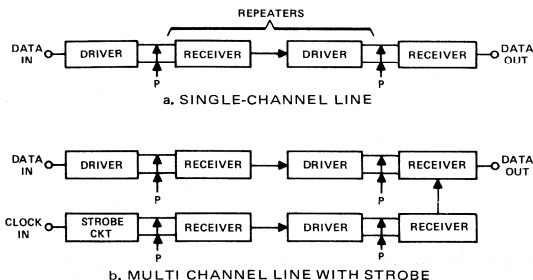 REPEATERS
DATA IN DRIVER RECEIVER DRIVER RECEIVER DATA OUT
P P
a. SINGLE-CHANNEL LINE
DATA IN DRIVER RECEIVER DRIVER RECEIVER DATA OUT
P P
CLOCK IN STROBE CKT RECEIVER DRIVER RECEIVER
P P
b. MULTI CHANNEL LINE WITH STROBE